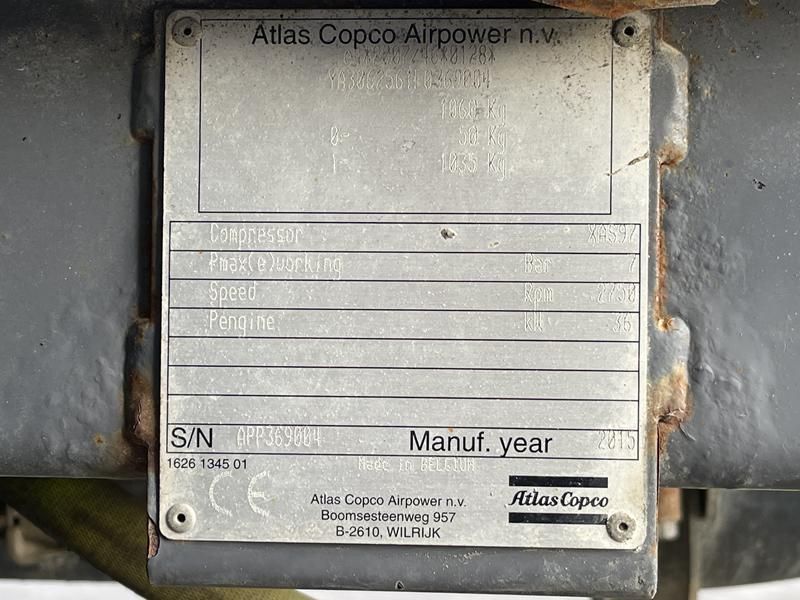 Atlas Copco Airpower n.v.
1060 Kg
0- 50 Kg
1- 1035 Kg
Compressor XAS97
Pmax(e)working Bar 7
Speed Rpm 2750
Pengine kW 36
S/N APP369004 Manuf. year 2015
1626 1345 01 Made in BELGIUM
CE
Atlas Copco
Atlas Copco Airpower n.v.
Boomsesteenweg 957
B-2610, WILRIJK